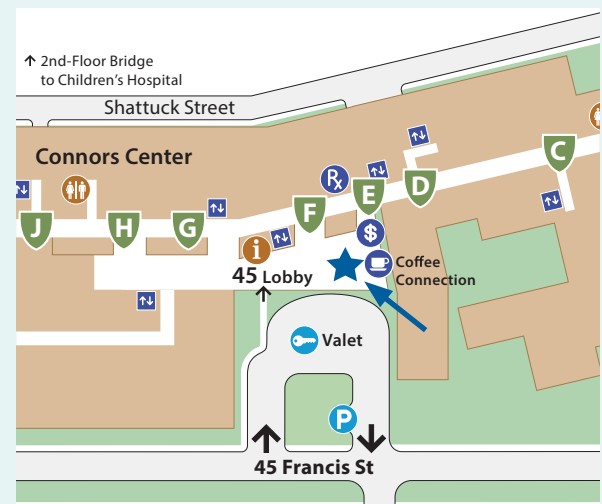 ↑ 2nd-Floor Bridge
to Children's Hospital
Shattuck Street
Connors Center
C
Rx
E
D
J
H
G
F
$
i
45 Lobby
Coffee
Connection
Valet
P
45 Francis St